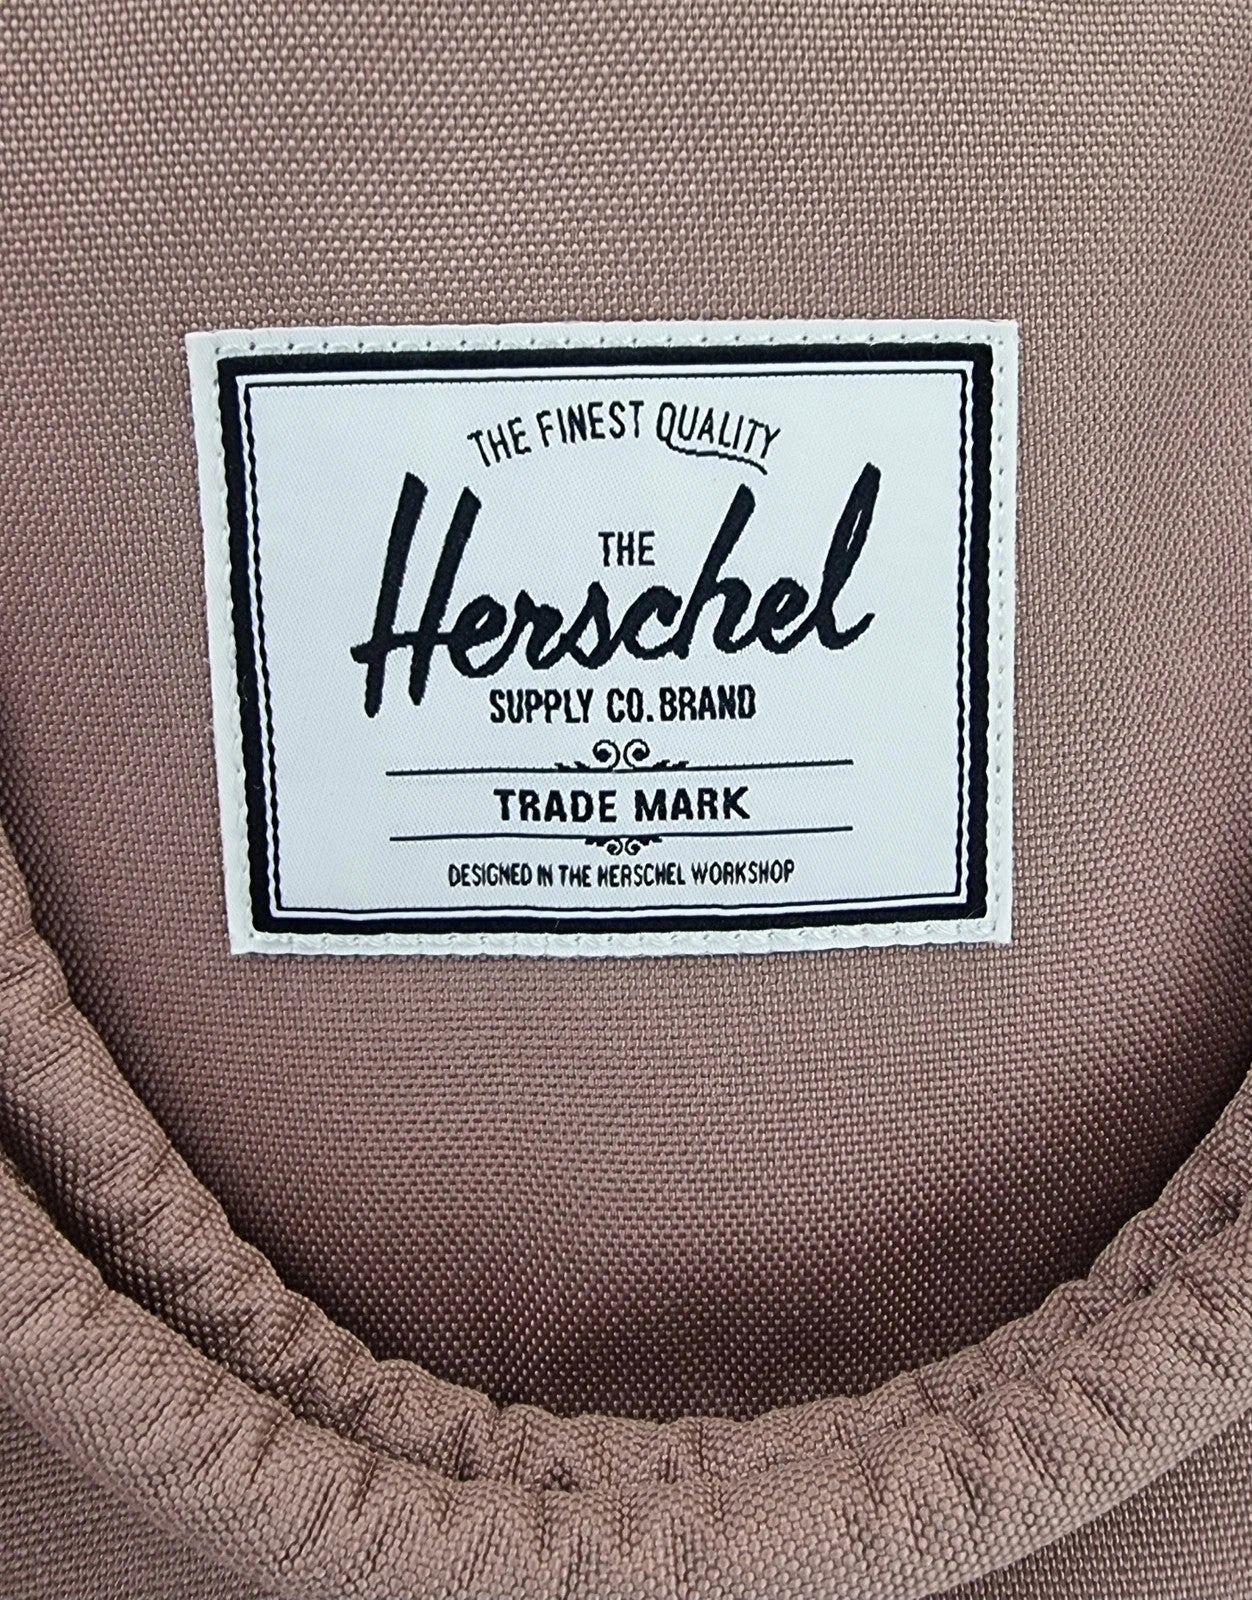 THE FINEST QUALITY
THE
Herschel
SUPPLY CO. BRAND
TRADE MARK
DESIGNED IN THE HERSCHEL WORKSHOP